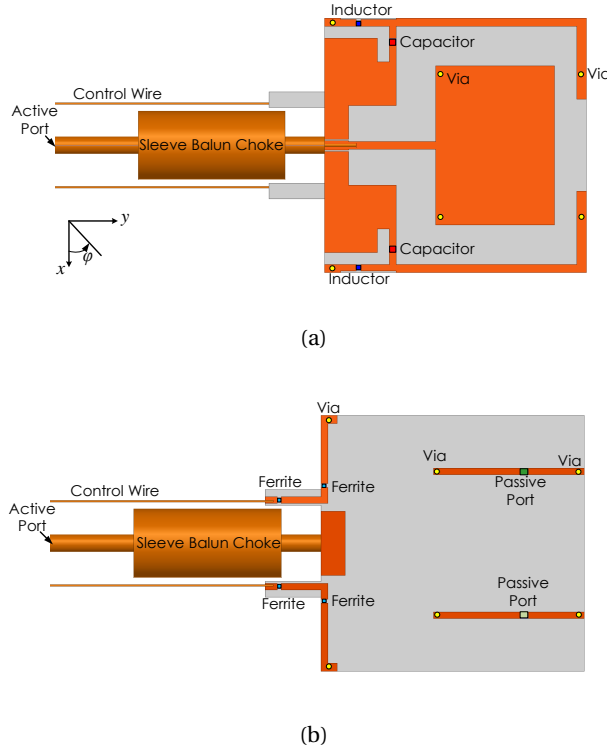 Inductor
Capacitor
Via
Via
Control Wire
Active
Port
Sleeve Balun Choke
y
x
φ
Capacitor
Inductor
(a)
Via
Via
Via
Ferrite
Ferrite
Passive
Port
Control Wire
Active
Port
Sleeve Balun Choke
Passive
Port
Ferrite
Ferrite
(b)